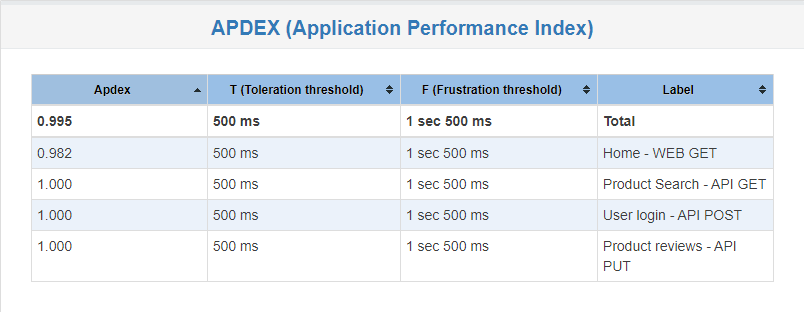 APDEX (Application Performance Index)
Apdex T (Toleration threshold) F (Frustration threshold) Label
0.995 500 ms 1 sec 500 ms Total
0.982 500 ms 1 sec 500 ms Home - WEB GET
1.000 500 ms 1 sec 500 ms Product Search - API GET
1.000 500 ms 1 sec 500 ms User login - API POST
1.000 500 ms 1 sec 500 ms Product reviews - API
PUT